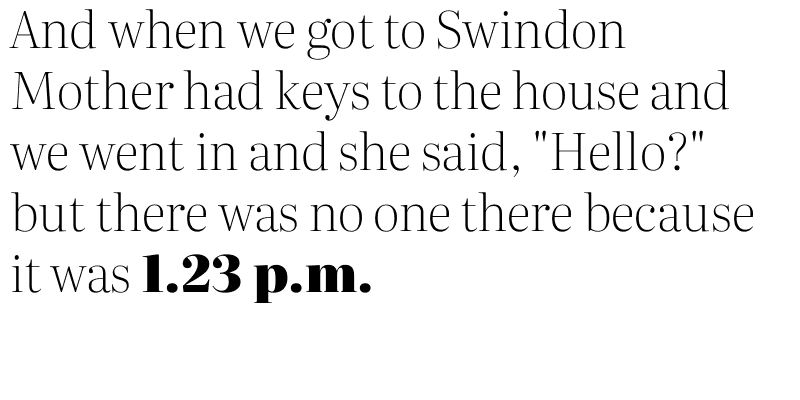 And when we got to Swindon
Mother had keys to the house and
we went in and she said, "Hello?"
but there was no one there because
it was 1.23 p.m.